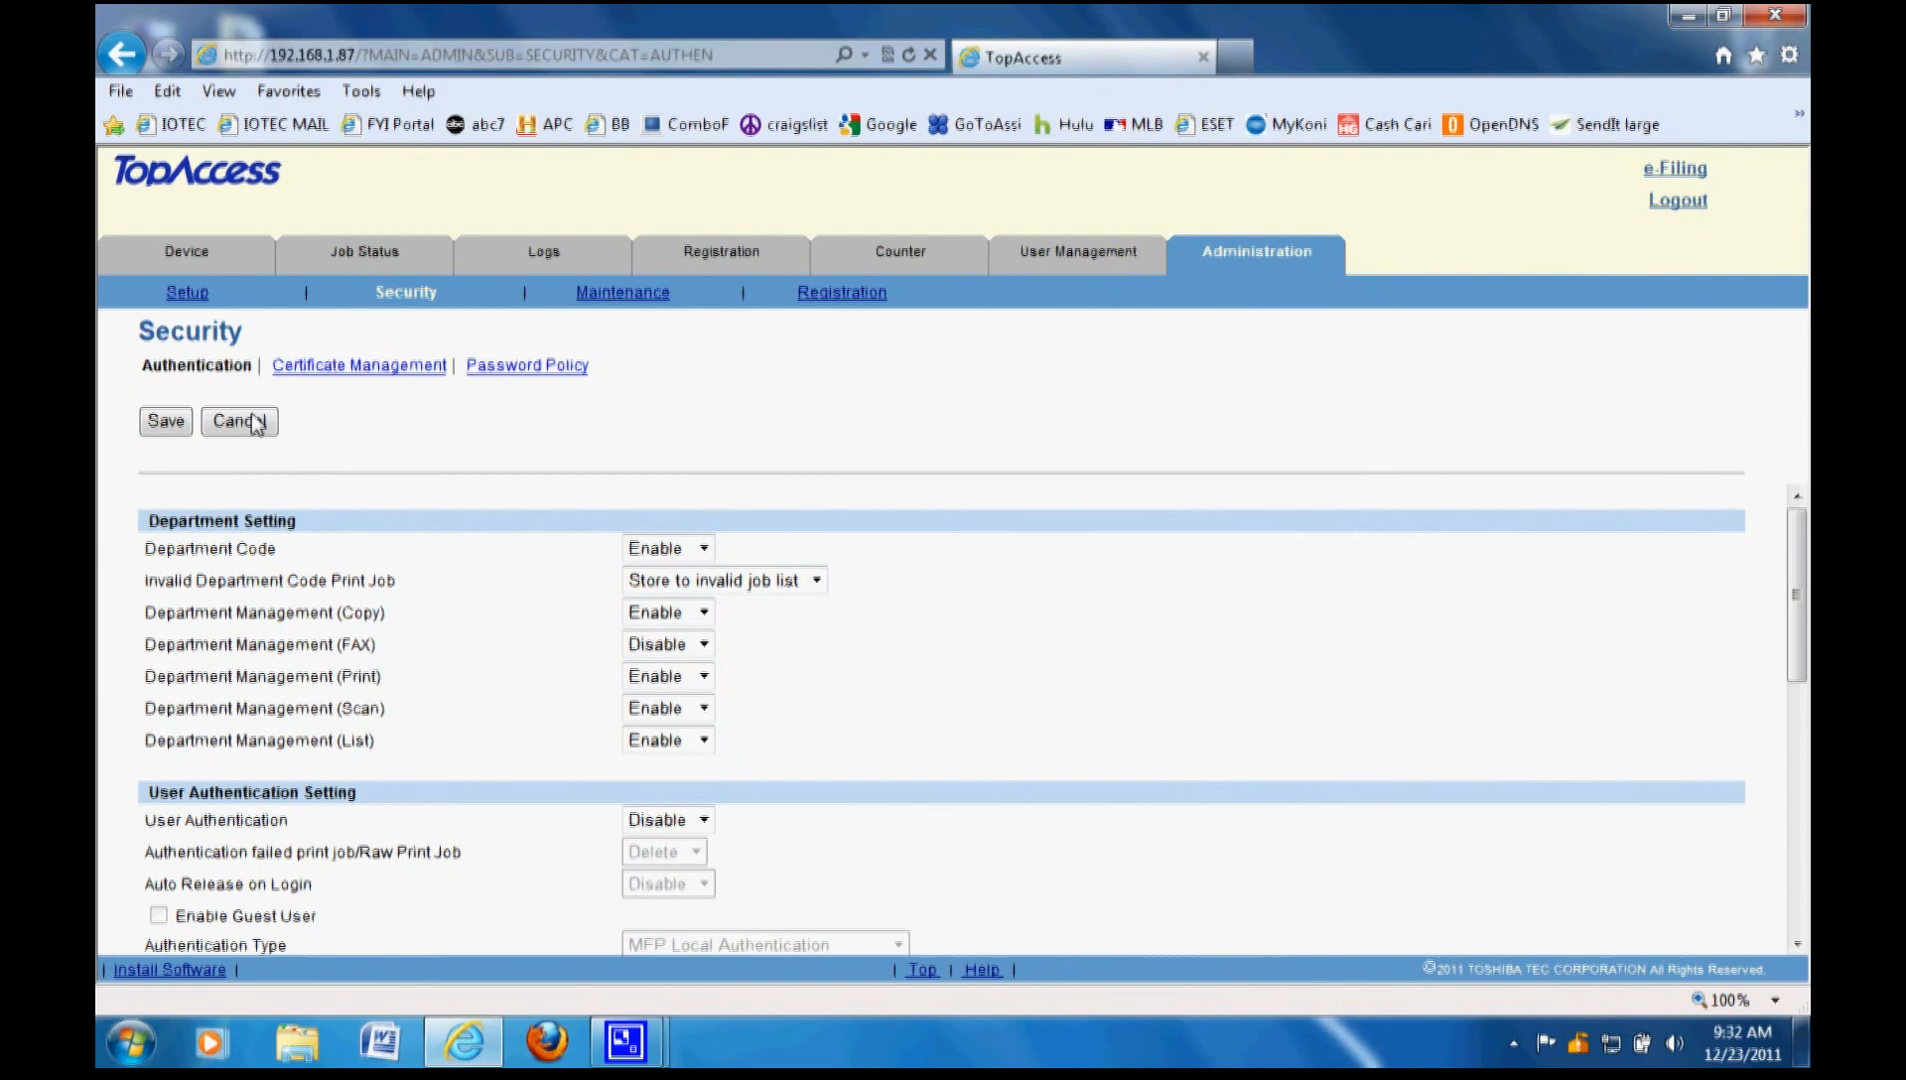 http://192.168.1.87/?MAIN=ADMIN&SUB=SECURITY&CAT=AUTHEN
TopAccess
File Edit View Favorites Tools Help
IOTEC IOTEC MAIL FYI Portal abc7 APC BB ComboF craigslist Google GoToAssi Hulu MLB ESET MyKoni Cash Cari OpenDNS SendIt large
TopAccess
e-Filing
Logout
Device Job Status Logs Registration Counter User Management Administration
Setup | Security | Maintenance | Registration
Security
Authentication | Certificate Management | Password Policy
Save Cancel
Department Setting
Department Code Enable
Invalid Department Code Print Job Store to invalid job list
Department Management (Copy) Enable
Department Management (FAX) Disable
Department Management (Print) Enable
Department Management (Scan) Enable
Department Management (List) Enable
User Authentication Setting
User Authentication Disable
Authentication failed print job/Raw Print Job Delete
Auto Release on Login Disable
Enable Guest User
Authentication Type MFP Local Authentication
| Install Software | | Top | Help | ©2011 TOSHIBA TEC CORPORATION All Rights Reserved.
100%
9:32 AM
12/23/2011